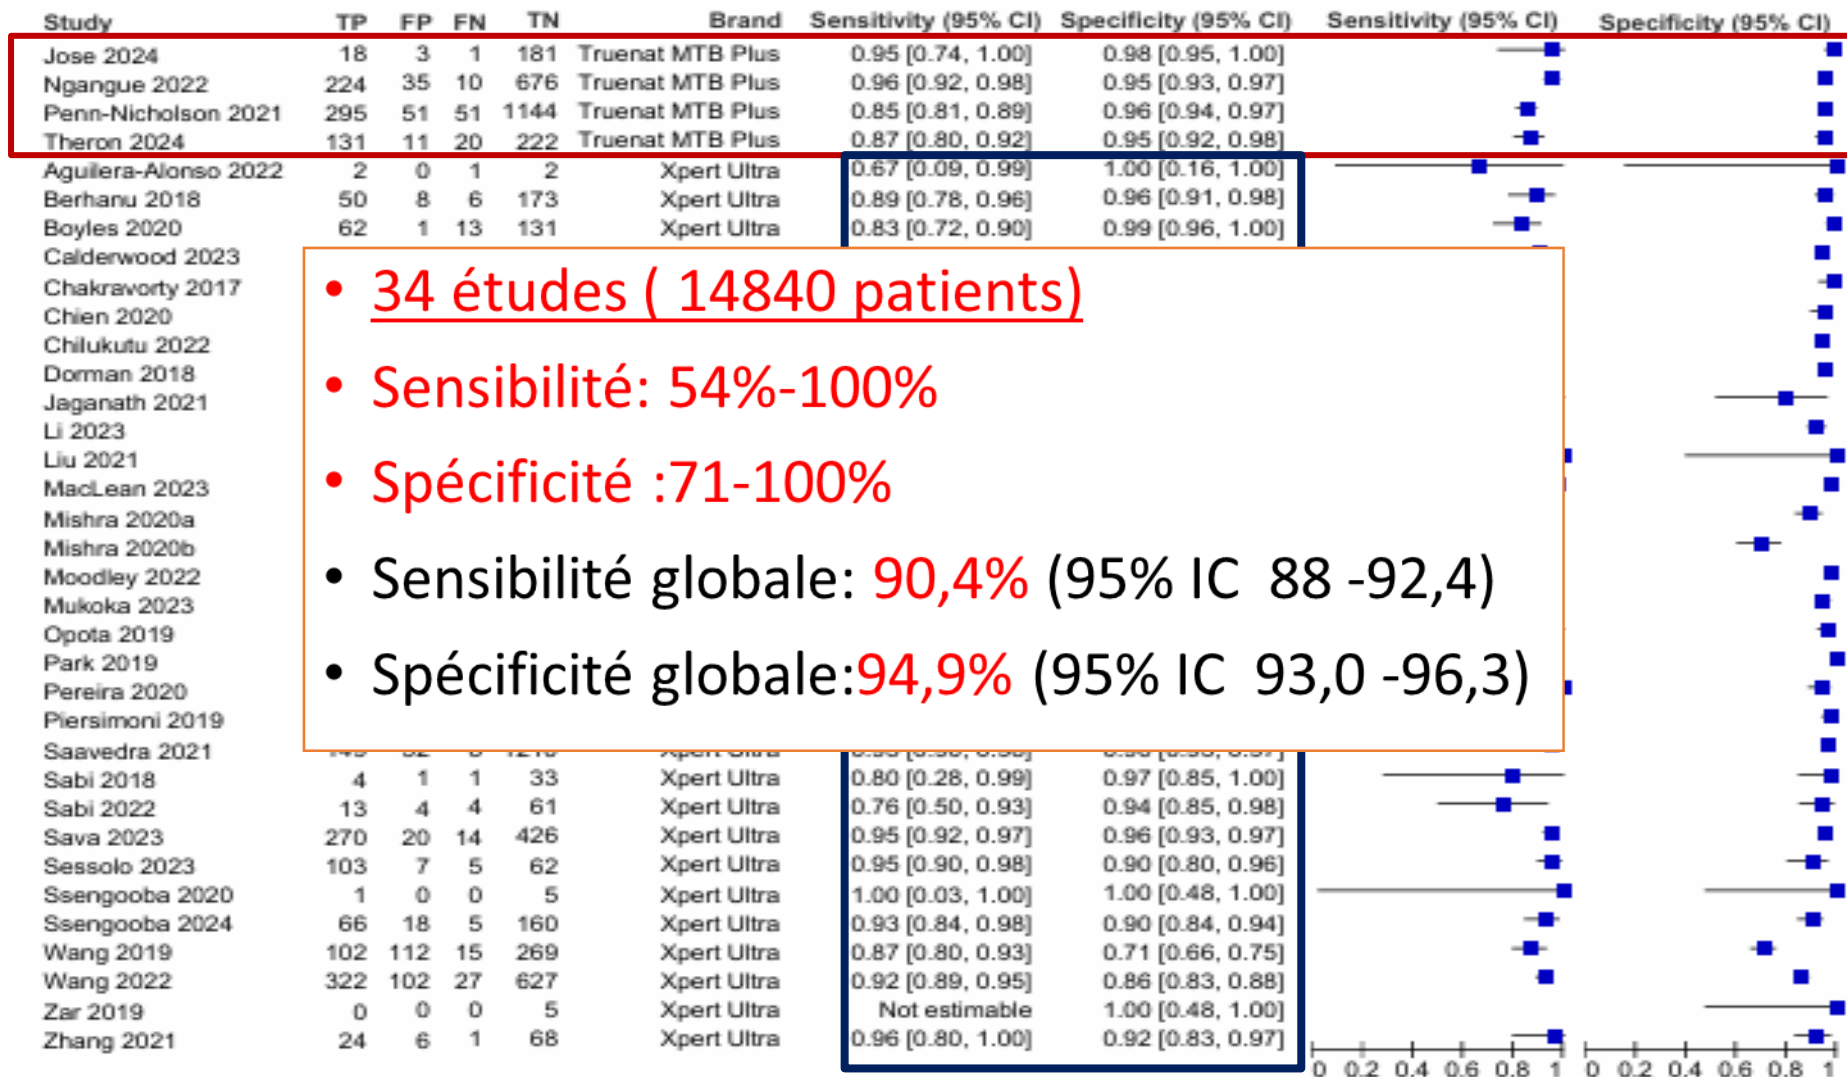 Study TP FP FN TN Brand Sensitivity (95% CI) Specificity (95% CI) Sensitivity (95% CI) Specificity (95% CI)
Jose 2024 18 3 1 181 Truenat MTB Plus 0.95 [0.74, 1.00] 0.98 [0.95, 1.00]
Ngangue 2022 224 35 10 676 Truenat MTB Plus 0.96 [0.92, 0.98] 0.95 [0.93, 0.97]
Penn-Nicholson 2021 295 51 51 1144 Truenat MTB Plus 0.85 [0.81, 0.89] 0.96 [0.94, 0.97]
Theron 2024 131 11 20 222 Truenat MTB Plus 0.87 [0.80, 0.92] 0.95 [0.92, 0.98]
Aguilera-Alonso 2022 2 0 1 2 Xpert Ultra 0.67 [0.09, 0.99] 1.00 [0.16, 1.00]
Berhanu 2018 50 8 6 173 Xpert Ultra 0.89 [0.78, 0.96] 0.96 [0.91, 0.98]
Boyles 2020 62 1 13 131 Xpert Ultra 0.83 [0.72, 0.90] 0.99 [0.96, 1.00]
Calderwood 2023
Chakravorty 2017
Chien 2020
Chilukutu 2022
Dorman 2018
Jaganath 2021
Li 2023
Liu 2021
MacLean 2023
Mishra 2020a
Mishra 2020b
Moodley 2022
Mukoka 2023
Opota 2019
Park 2019
Pereira 2020
Piersimoni 2019
• 34 études ( 14840 patients)
• Sensibilité: 54%-100%
• Spécificité :71-100%
• Sensibilité globale: 90,4% (95% IC 88 -92,4)
• Spécificité globale:94,9% (95% IC 93,0 -96,3)
Saavedra 2021 Xpert Ultra
Sabi 2018 4 1 1 33 Xpert Ultra 0.80 [0.28, 0.99] 0.97 [0.85, 1.00]
Sabi 2022 13 4 4 61 Xpert Ultra 0.76 [0.50, 0.93] 0.94 [0.85, 0.98]
Sava 2023 270 20 14 426 Xpert Ultra 0.95 [0.92, 0.97] 0.96 [0.93, 0.97]
Sessolo 2023 103 7 5 62 Xpert Ultra 0.95 [0.90, 0.98] 0.90 [0.80, 0.96]
Ssengooba 2020 1 0 0 5 Xpert Ultra 1.00 [0.03, 1.00] 1.00 [0.48, 1.00]
Ssengooba 2024 66 18 5 160 Xpert Ultra 0.93 [0.84, 0.98] 0.90 [0.84, 0.94]
Wang 2019 102 112 15 269 Xpert Ultra 0.87 [0.80, 0.93] 0.71 [0.66, 0.75]
Wang 2022 322 102 27 627 Xpert Ultra 0.92 [0.89, 0.95] 0.86 [0.83, 0.88]
Zar 2019 0 0 0 5 Xpert Ultra Not estimable 1.00 [0.48, 1.00]
Zhang 2021 24 6 1 68 Xpert Ultra 0.96 [0.80, 1.00] 0.92 [0.83, 0.97]
0 0.2 0.4 0.6 0.8 1 0 0.2 0.4 0.6 0.8 1